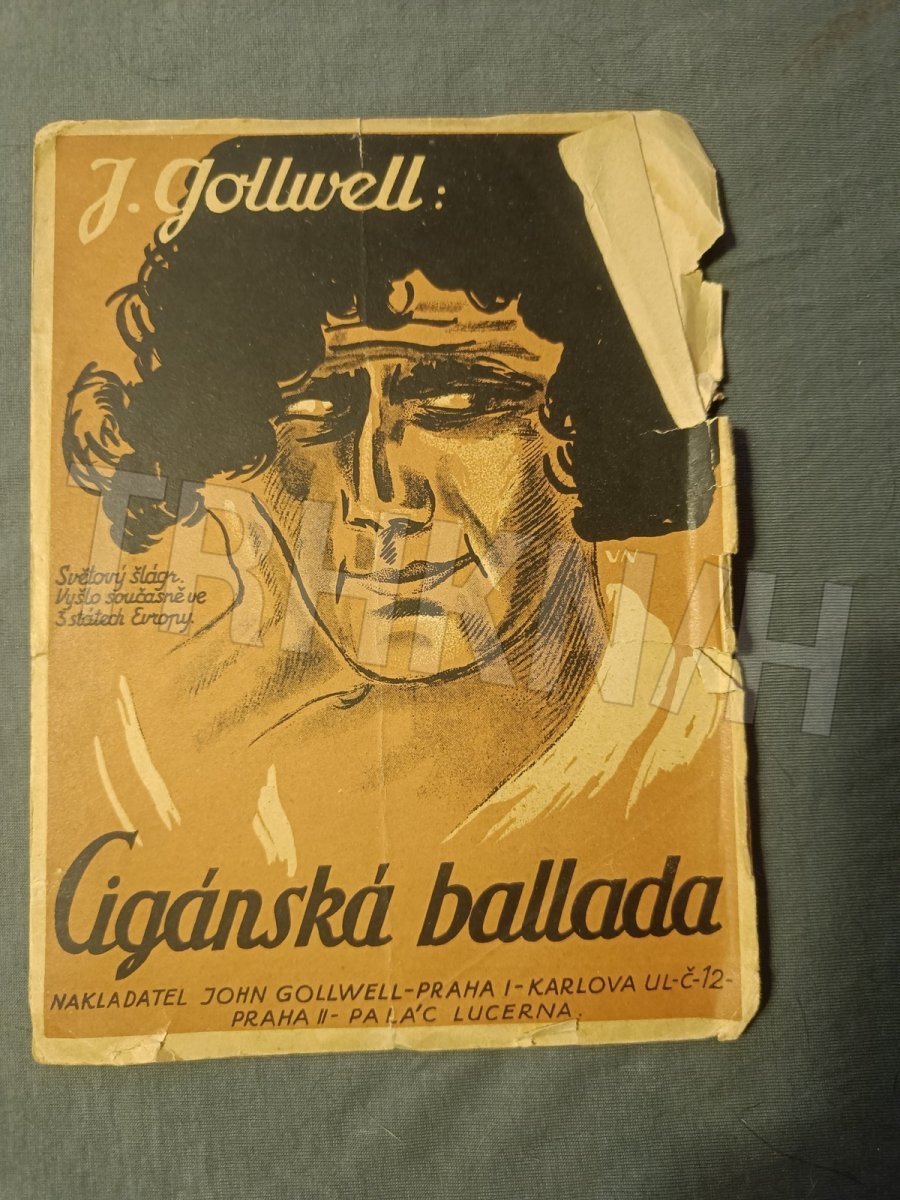 J. Gollwell:
Světový šlágr.
Vyšlo současně ve
3 státech Evropy.
VN
Cigánská ballada
NAKLADATEL JOHN GOLLWELL-PRAHA I-KARLOVA UL-Č-12-
PRAHA II- PALÁC LUCERNA.